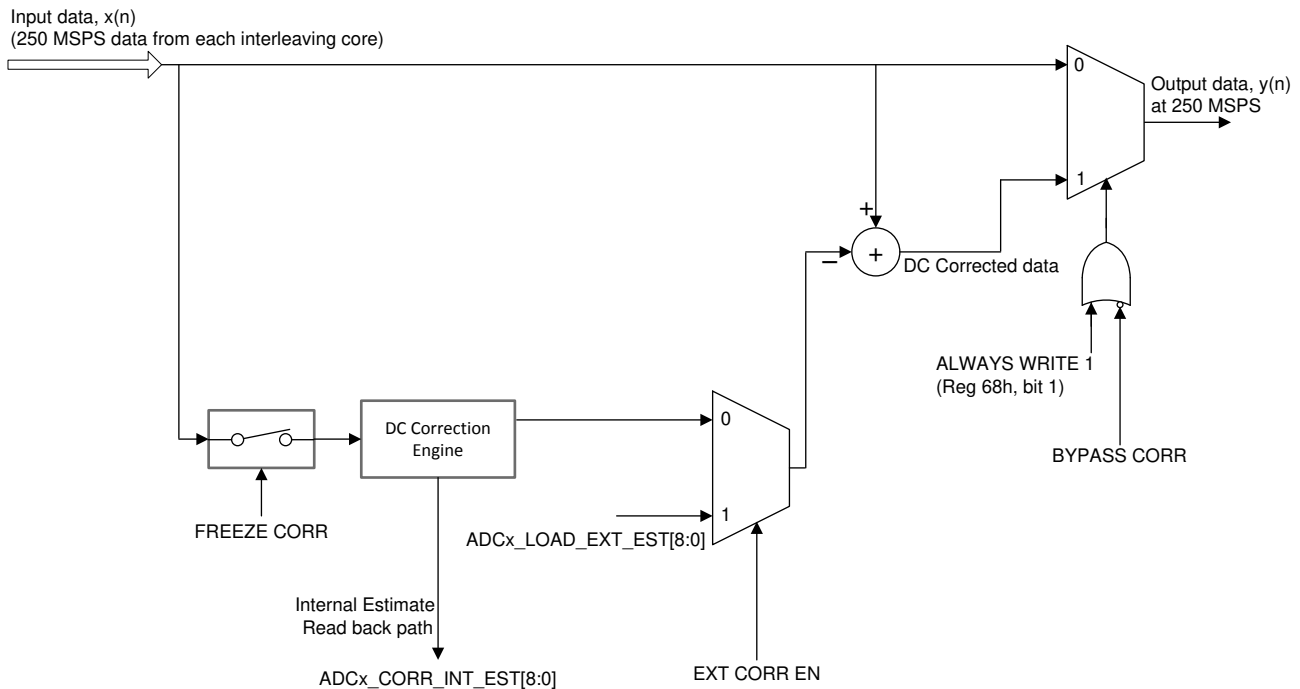 Input data, x(n)
(250 MSPS data from each interleaving core)
0
Output data, y(n)
at 250 MSPS
1
+
+
−
DC Corrected data
ALWAYS WRITE 1
(Reg 68h, bit 1)
BYPASS CORR
DC Correction
Engine
0
FREEZE CORR
1
ADCx_LOAD_EXT_EST[8:0]
Internal Estimate
Read back path
EXT CORR EN
ADCx_CORR_INT_EST[8:0]